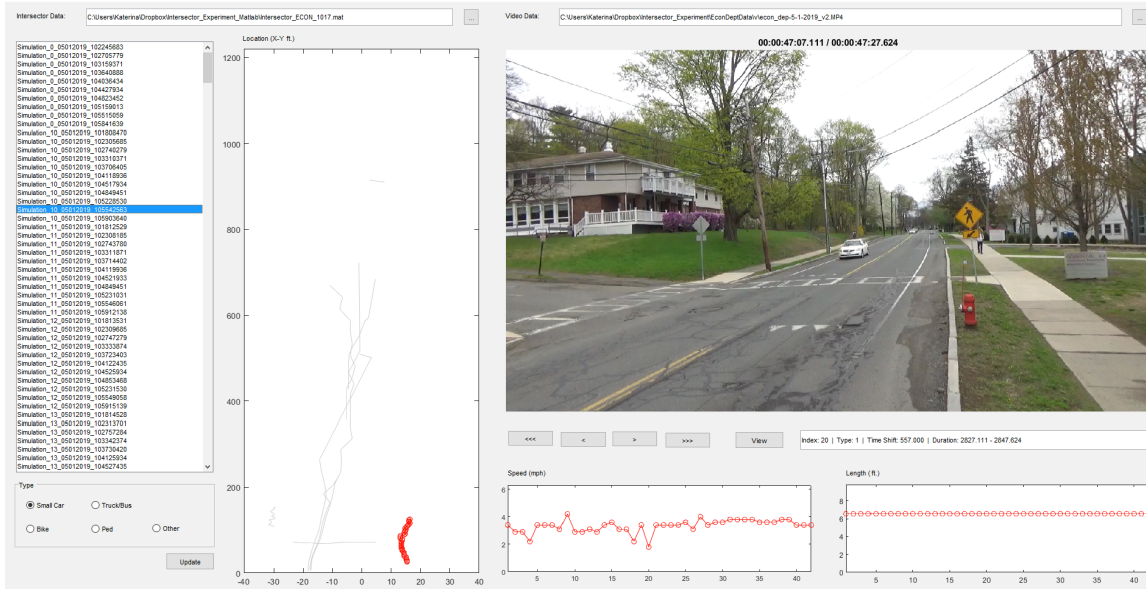 Intersector Data:
C:\Users\Katerina\Dropbox\Intersector_Experiment_Matlab\Intersector_ECON_1017.mat
...
Video Data:
C:\Users\Katerina\Dropbox\Intersector_Experiment\EconDeptData\v\econ_dep-5-1-2019_v2.MP4
...
Simulation_0_05012019_102245683
Simulation_0_05012019_102705779
Simulation_0_05012019_103159371
Simulation_0_05012019_103640888
Simulation_0_05012019_104036434
Simulation_0_05012019_104427934
Simulation_0_05012019_104823452
Simulation_0_05012019_105159013
Simulation_0_05012019_105515059
Simulation_0_05012019_105841639
Simulation_10_05012019_101808470
Simulation_10_05012019_102305685
Simulation_10_05012019_102740279
Simulation_10_05012019_103310371
Simulation_10_05012019_103706405
Simulation_10_05012019_104118936
Simulation_10_05012019_104517934
Simulation_10_05012019_104849451
Simulation_10_05012019_105228530
Simulation_10_05012019_105542563
Simulation_10_05012019_105903640
Simulation_11_05012019_101812529
Simulation_11_05012019_102308185
Simulation_11_05012019_102743780
Simulation_11_05012019_103311871
Simulation_11_05012019_103714402
Simulation_11_05012019_104119936
Simulation_11_05012019_104521933
Simulation_11_05012019_104849451
Simulation_11_05012019_105231031
Simulation_11_05012019_105546061
Simulation_11_05012019_105912138
Simulation_12_05012019_101813531
Simulation_12_05012019_102309685
Simulation_12_05012019_102747279
Simulation_12_05012019_103333874
Simulation_12_05012019_103723403
Simulation_12_05012019_104122435
Simulation_12_05012019_104525934
Simulation_12_05012019_104853468
Simulation_12_05012019_105231530
Simulation_12_05012019_105549058
Simulation_12_05012019_105915139
Simulation_13_05012019_101814528
Simulation_13_05012019_102313701
Simulation_13_05012019_102757284
Simulation_13_05012019_103342374
Simulation_13_05012019_103730420
Simulation_13_05012019_104125934
Simulation_13_05012019_104527435
Type
Small Car
Truck/Bus
Bike
Ped
Other
Update
Location (X-Y ft.)
1200
1000
800
600
400
200
0
-40 -30 -20 -10 0 10 20 30 40
00:00:47:07.111 / 00:00:47:27.624
<<<
<
>
>>>
View
Index: 20 | Type: 1 | Time Shift: 557.000 | Duration: 2827.111 - 2847.624
Speed (mph)
6
4
2
0
5 10 15 20 25 30 35 40
Length (ft.)
8
6
4
2
0
5 10 15 20 25 30 35 40